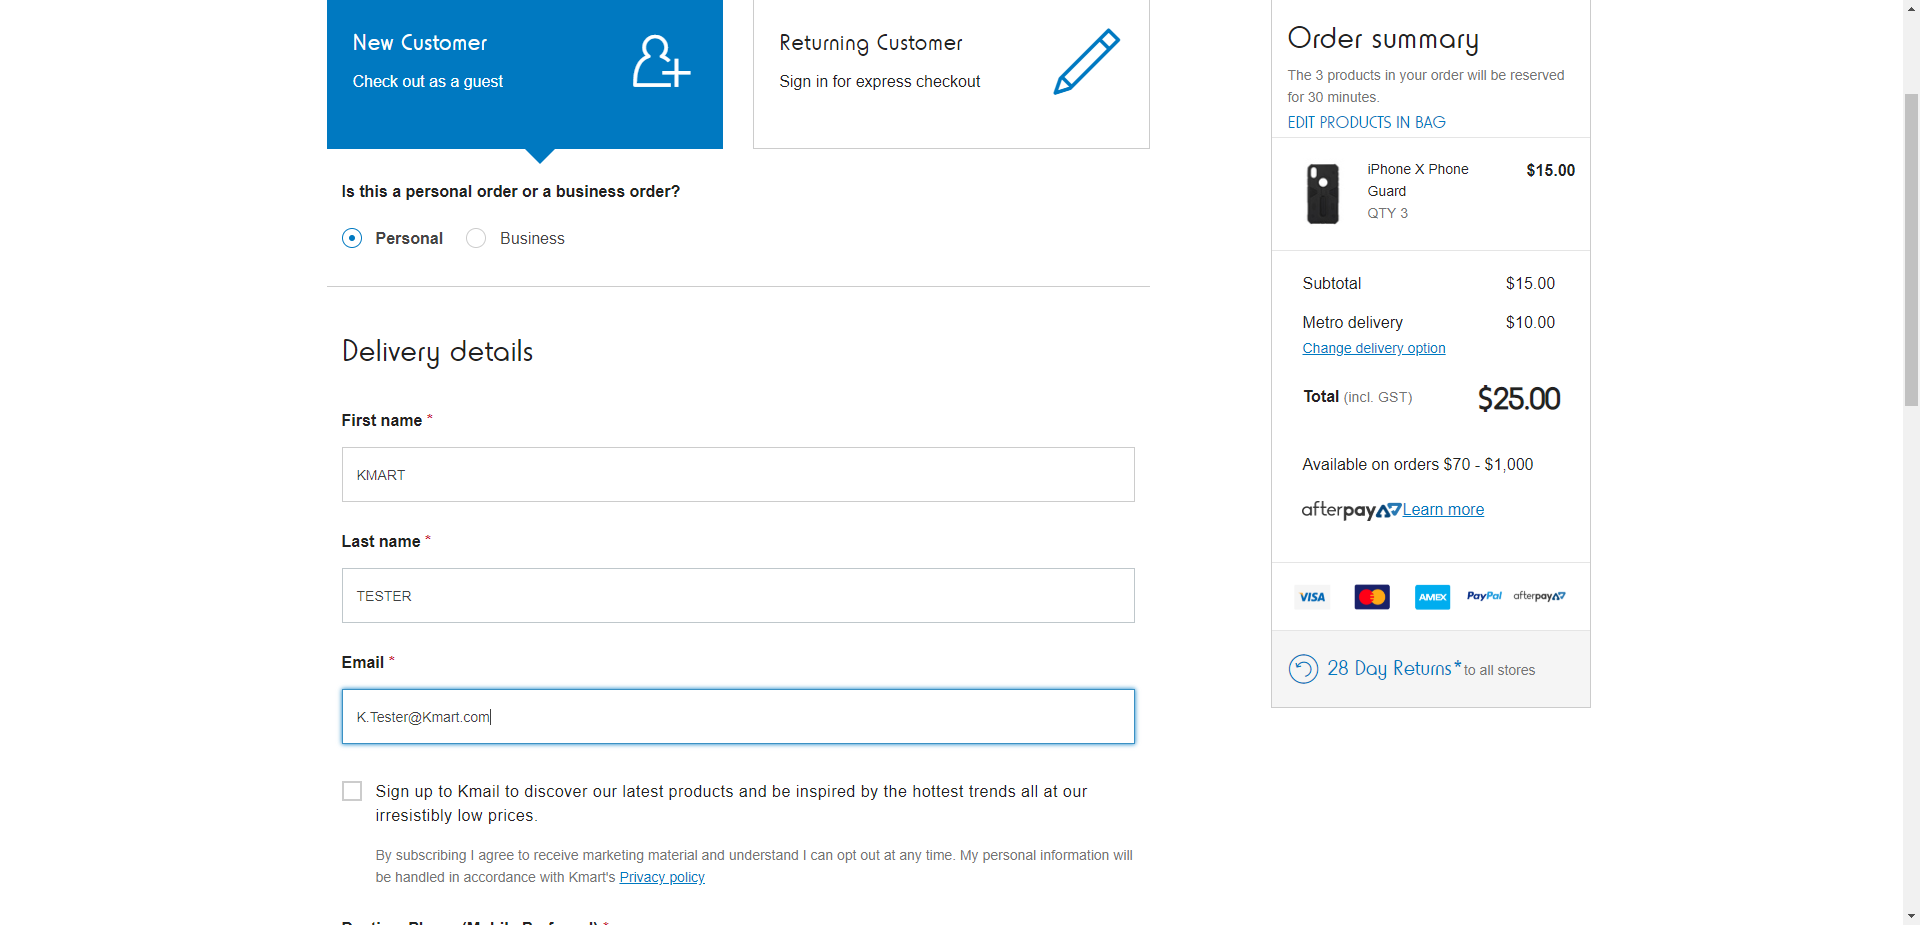 New Customer
Check out as a guest
Returning Customer
Sign in for express checkout
Is this a personal order or a business order?
Personal
Business
Delivery details
First name *
KMART
Last name *
TESTER
Email *
K.Tester@Kmart.com
Sign up to Kmail to discover our latest products and be inspired by the hottest trends all at our
irresistibly low prices.
By subscribing I agree to receive marketing material and understand I can opt out at any time. My personal information will
be handled in accordance with Kmart's Privacy policy
Order summary
The 3 products in your order will be reserved
for 30 minutes.
EDIT PRODUCTS IN BAG
iPhone X Phone $15.00
Guard
QTY 3
Subtotal $15.00
Metro delivery $10.00
Change delivery option
Total (incl. GST) $25.00
Available on orders $70 - $1,000
afterpay Learn more
VISA AMEX PayPal afterpay
28 Day Returns* to all stores